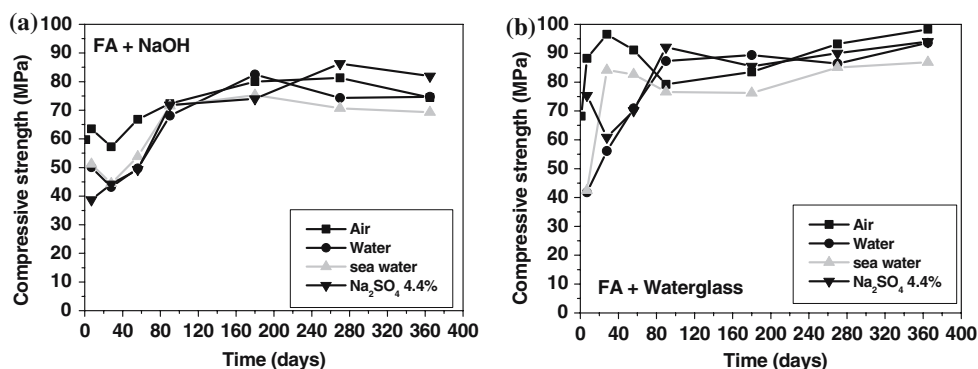 (a)
FA + NaOH
Compressive strength (MPa)
100
90
80
70
60
50
40
30
20
10
0
Air
Water
sea water
Na₂SO₄ 4.4%
0 40 80 120 160 200 240 280 320 360 400
Time (days)
(b)
Compressive strength (MPa)
100
90
80
70
60
50
40
30
20
10
0
Air
Water
sea water
Na₂SO₄ 4.4%
FA + Waterglass
0 40 80 120 160 200 240 280 320 360 400
Time (days)